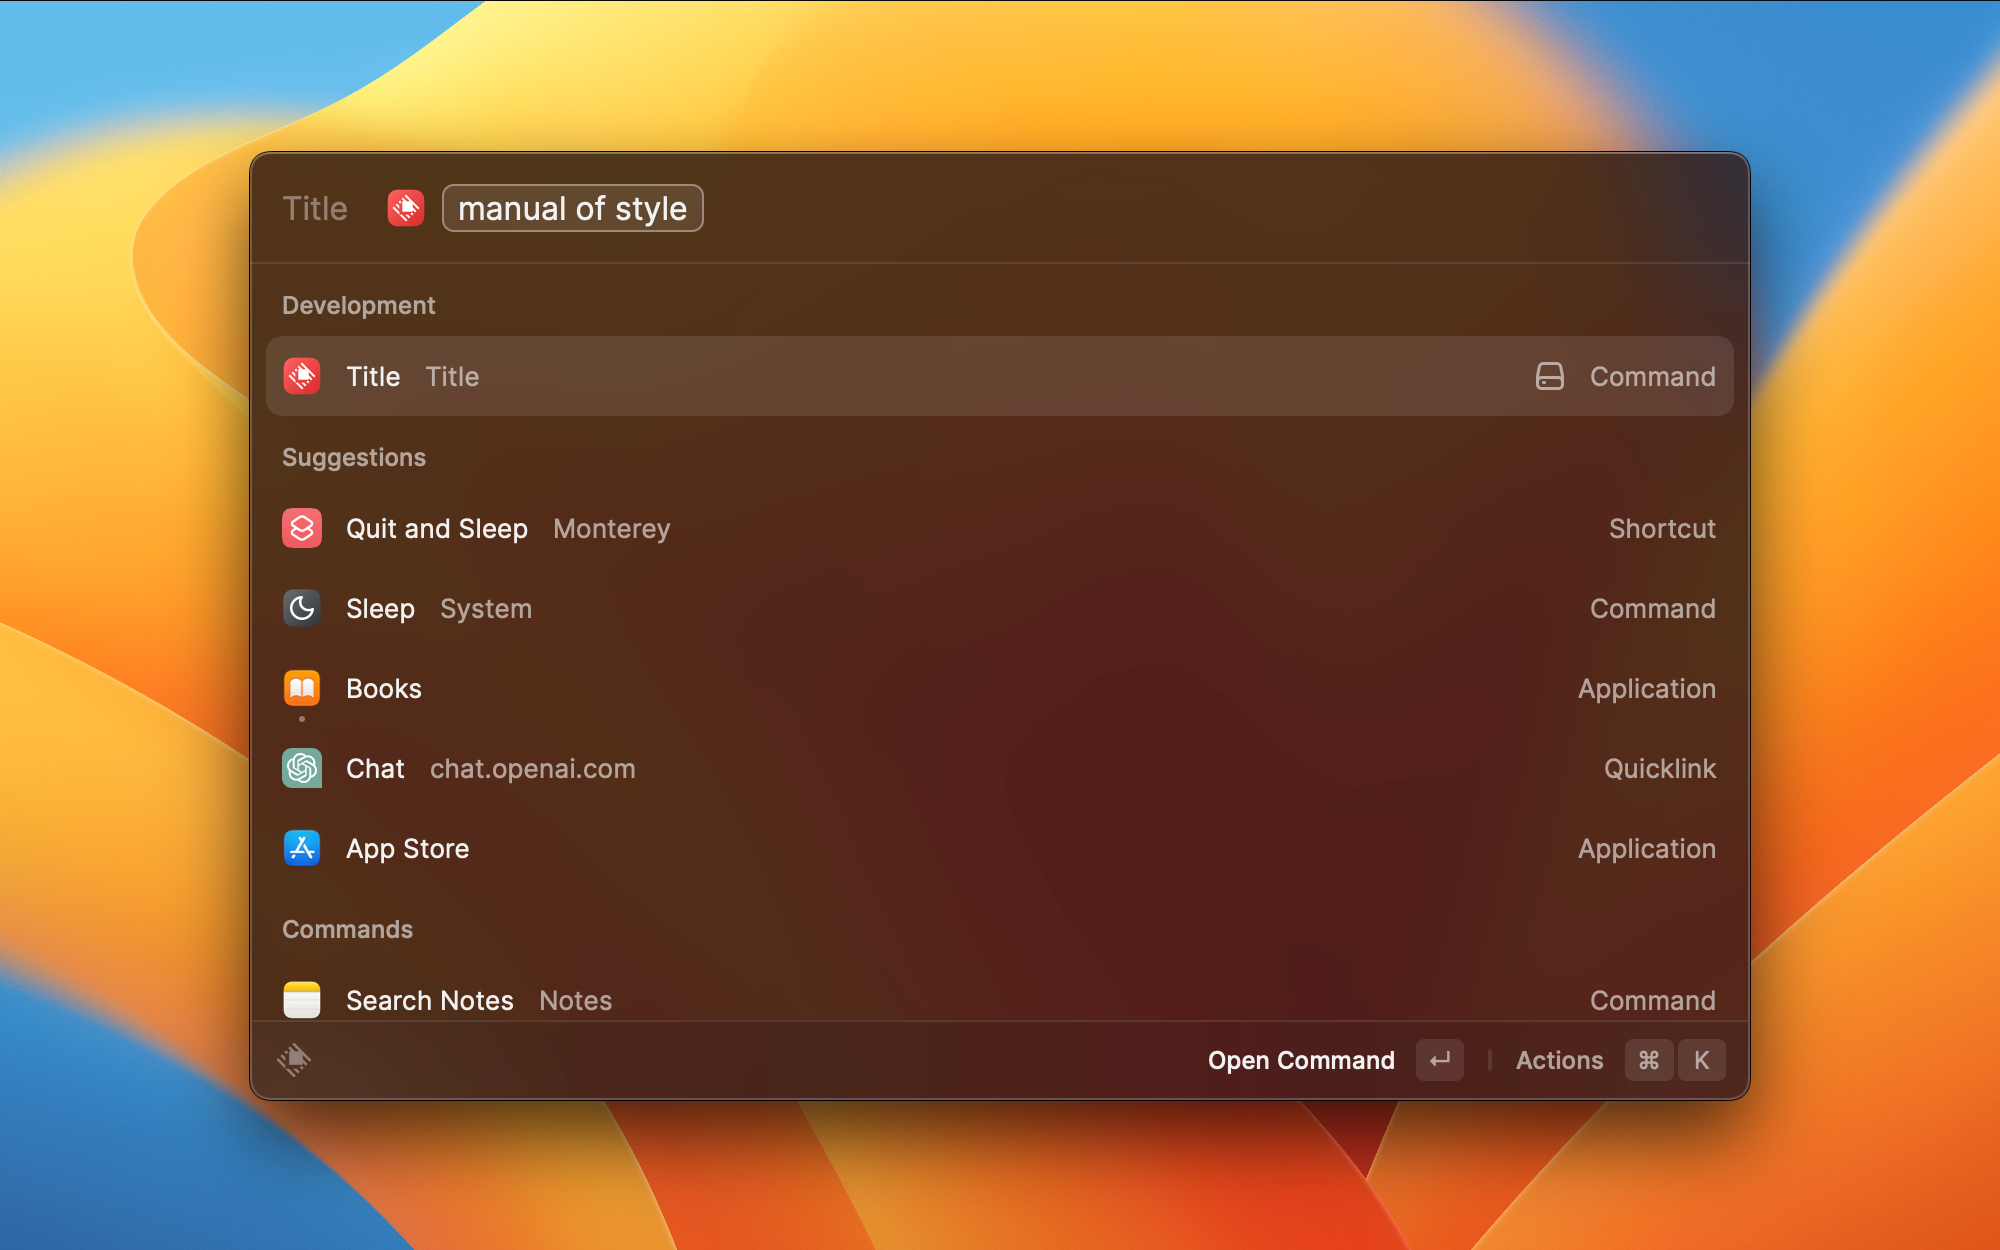 Title manual of style
Development
Title Title Command
Suggestions
Quit and Sleep Monterey Shortcut
Sleep System Command
Books Application
Chat chat.openai.com Quicklink
App Store Application
Commands
Search Notes Notes Command
Open Command ↵ Actions ⌘ K